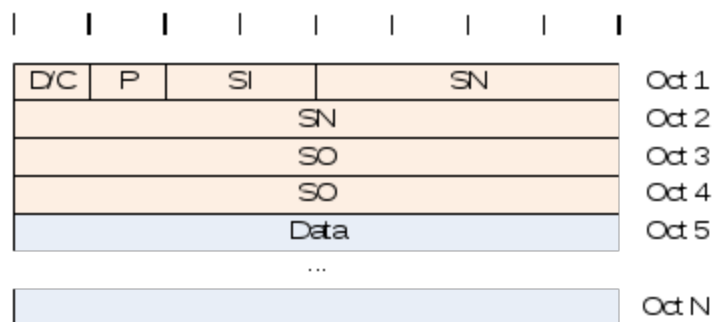 D/C P SI SN Oct 1
SN Oct 2
SO Oct 3
SO Oct 4
Data Oct 5
...
Oct N